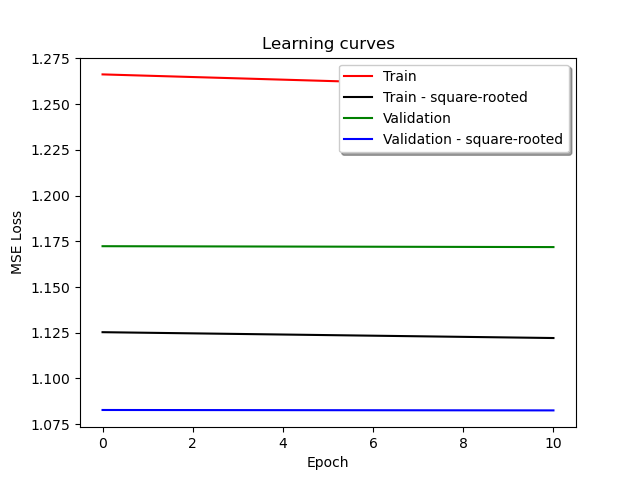 Learning curves
1.275
1.250
1.225
1.200
1.175
1.150
1.125
1.100
1.075
MSE Loss
Train
Train - square-rooted
Validation
Validation - square-rooted
0
2
4
6
8
10
Epoch